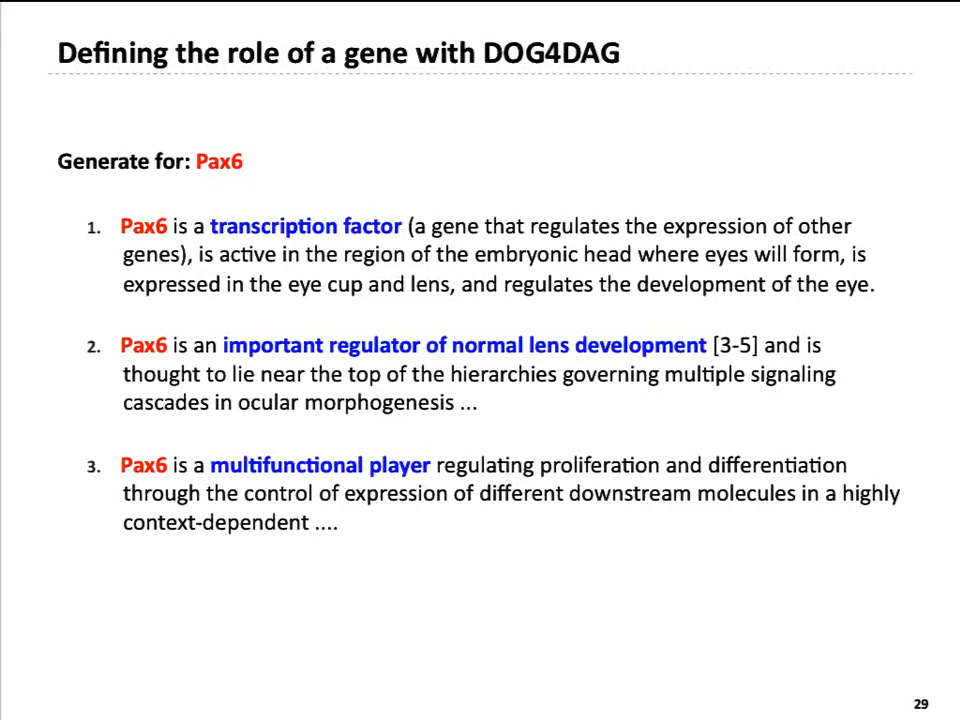 Defining the role of a gene with DOG4DAG
Generate for: Pax6
1. Pax6 is a transcription factor (a gene that regulates the expression of other
genes), is active in the region of the embryonic head where eyes will form, is
expressed in the eye cup and lens, and regulates the development of the eye.
2. Pax6 is an important regulator of normal lens development [3-5] and is
thought to lie near the top of the hierarchies governing multiple signaling
cascades in ocular morphogenesis ...
3. Pax6 is a multifunctional player regulating proliferation and differentiation
through the control of expression of different downstream molecules in a highly
context-dependent ....
29